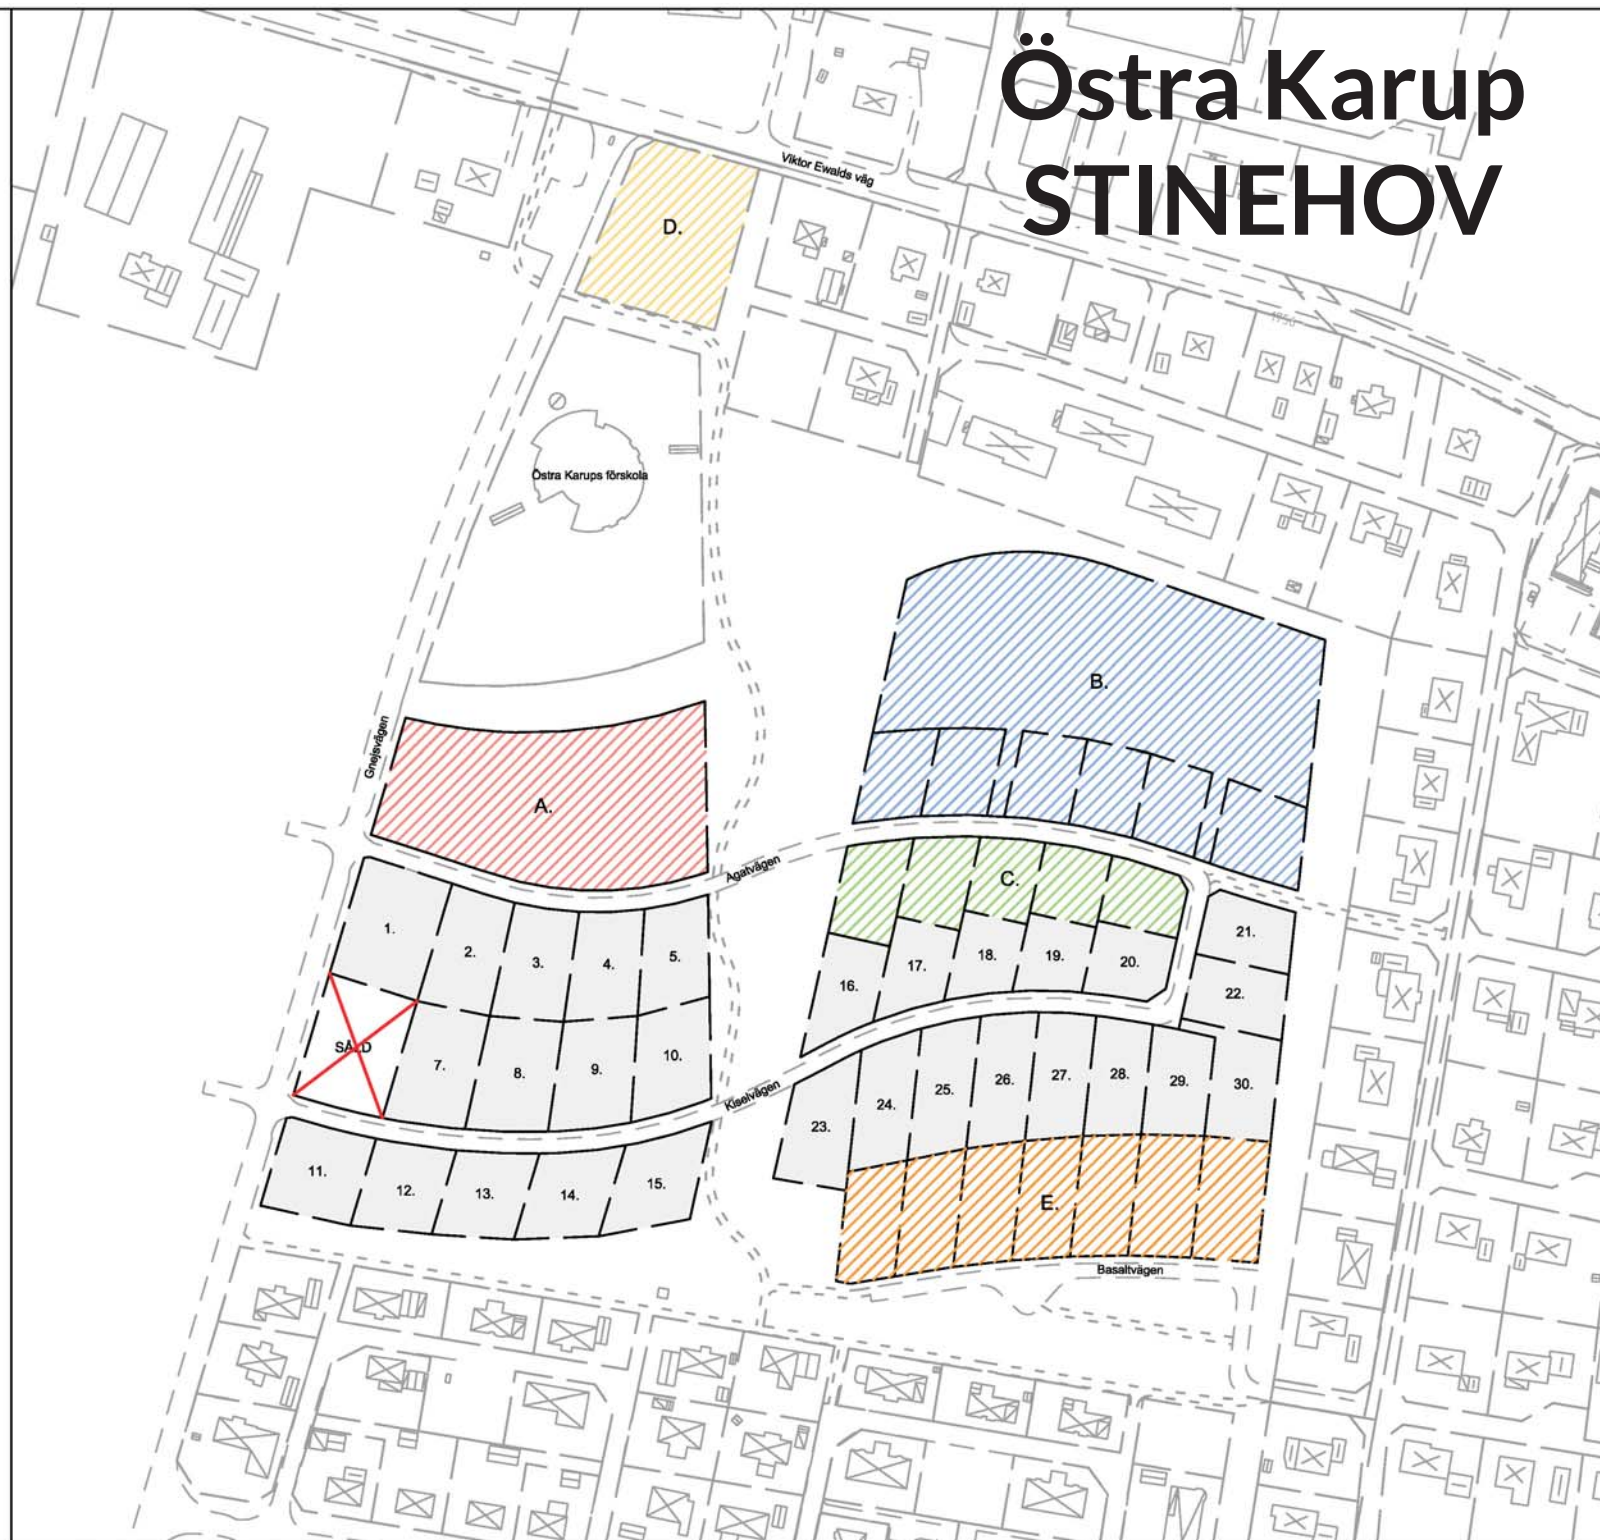 Östra Karup
STINEHOV
Viktor Ewalds väg
D.
Östra Karups förskola
B.
Gnejsvägen
A.
Agatvägen
C.
1.
2.
3.
4.
5.
21.
16.
17.
18.
19.
20.
22.
SÅLD
7.
8.
9.
10.
Kiselvägen
23.
24.
25.
26.
27.
28.
29.
30.
11.
12.
13.
14.
15.
E.
Basaltvägen